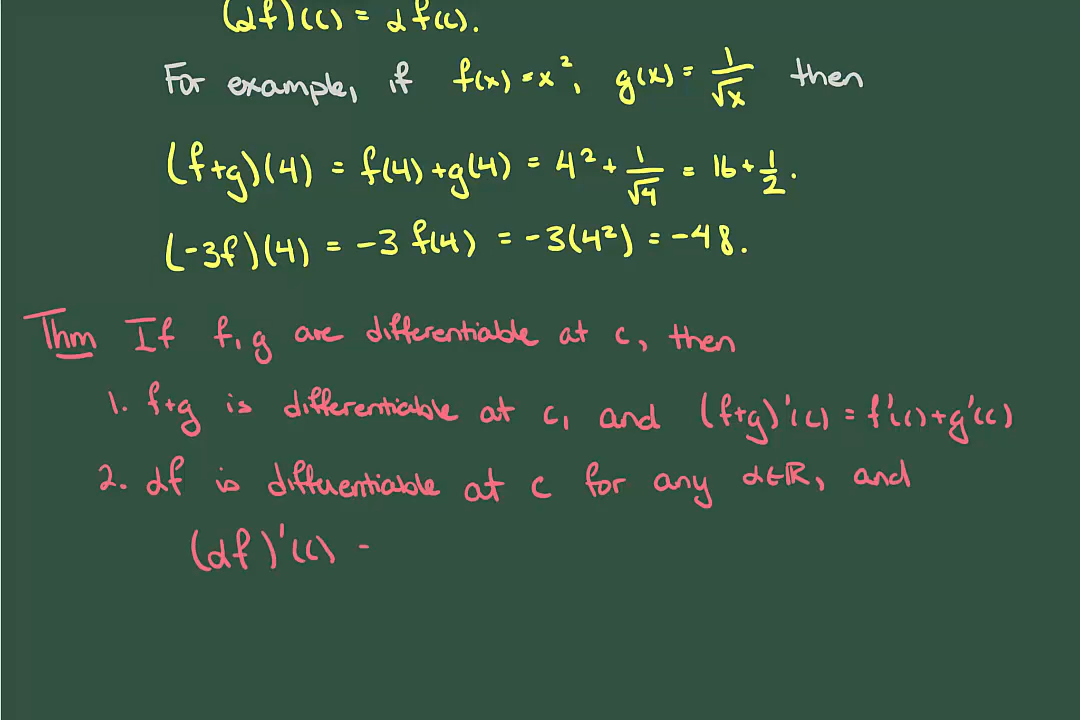 (αf)(c) = αf(c).
For example, if f(x) = x², g(x) = 1/√x then
(f+g)(4) = f(4)+g(4) = 4² + 1/√4 = 16 + 1/2.
(-3f)(4) = -3 f(4) = -3(4²) = -48.
Thm If f, g are differentiable at c, then
1. f+g is differentiable at c, and (f+g)'(c) = f'(c)+g'(c)
2. αf is differentiable at c for any α∈ℝ, and
(αf)'(c) -